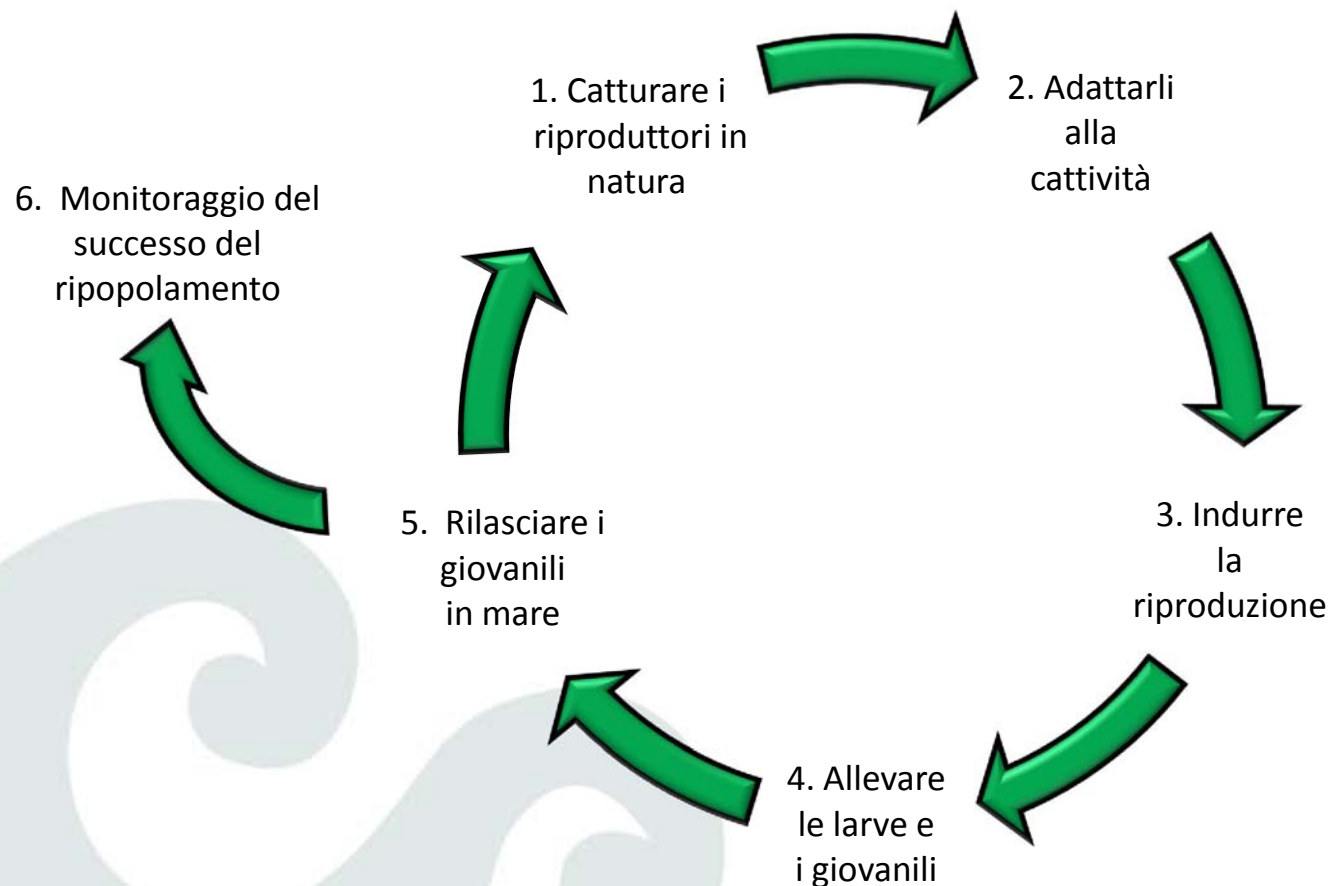 1. Catturare i
riproduttori in
natura
2. Adattarli
alla
cattività
3. Indurre
la
riproduzione
4. Allevare
le larve e
i giovanili
5. Rilasciare i
giovanili
in mare
6. Monitoraggio del
successo del
ripopolamento